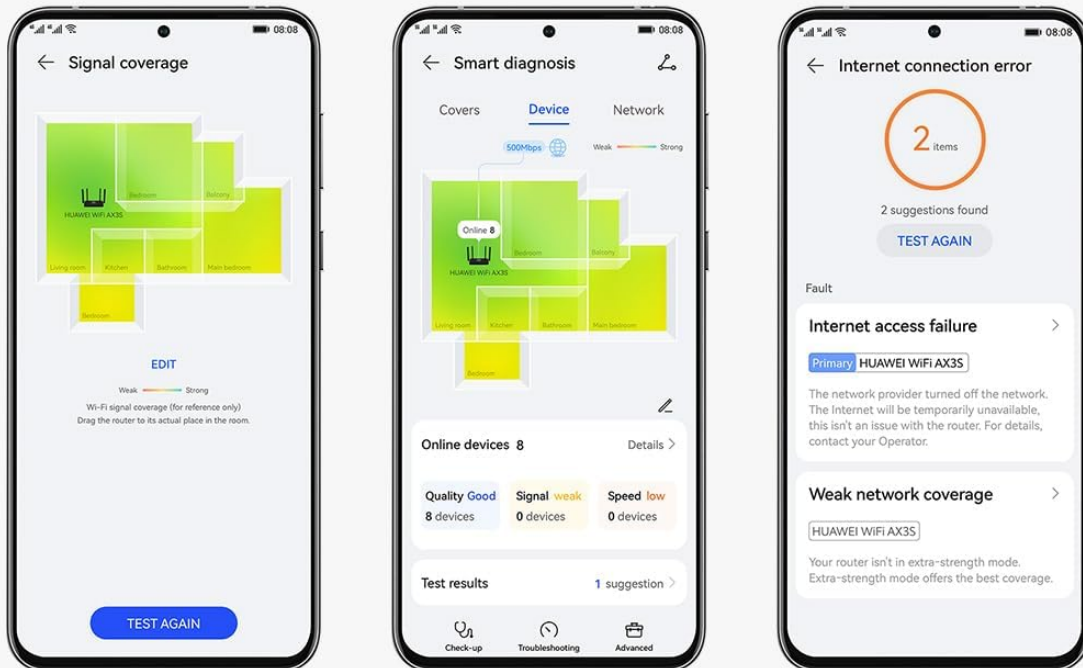 08:08
Signal coverage
HUAWEI WiFi AX3S
Bedroom
Balcony
Living room
Kitchen
Bathroom
Main bedroom
Bedroom
EDIT
Weak
Strong
Wi-Fi signal coverage (for reference only)
Drag the router to its actual place in the room.
TEST AGAIN
08:08
Smart diagnosis
Covers
Device
Network
500Mbps
Weak
Strong
Online 8
HUAWEI WiFi AX3S
Bedroom
Balcony
Living room
Kitchen
Bathroom
Main bedroom
Bedroom
Online devices 8
Details
Quality Good
8 devices
Signal weak
0 devices
Speed low
0 devices
Test results
1 suggestion
Check-up
Troubleshooting
Advanced
08:08
Internet connection error
2 items
2 suggestions found
TEST AGAIN
Fault
Internet access failure
Primary HUAWEI WiFi AX3S
The network provider turned off the network.
The Internet will be temporarily unavailable,
this isn't an issue with the router. For details,
contact your Operator.
Weak network coverage
HUAWEI WiFi AX3S
Your router isn't in extra-strength mode.
Extra-strength mode offers the best coverage.